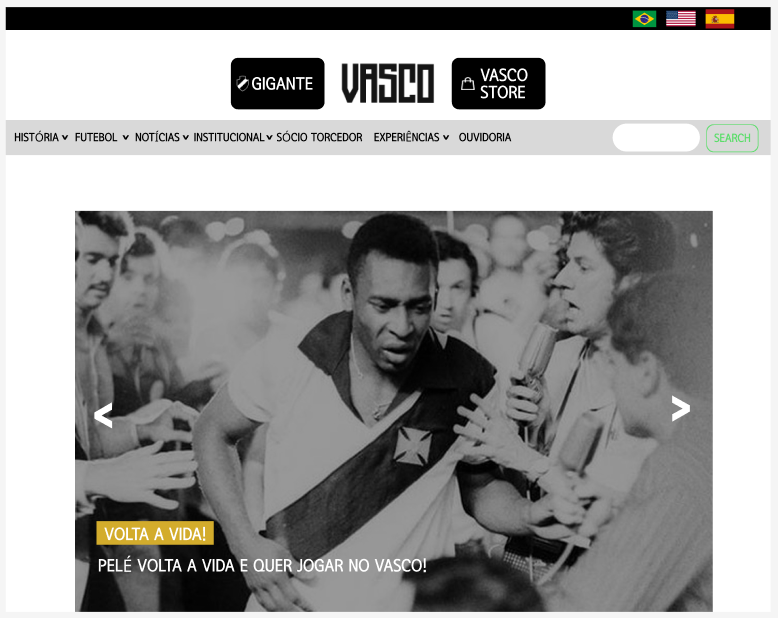 GIGANTE
VASCO
VASCO
STORE
HISTÓRIA
FUTEBOL
NOTÍCIAS
INSTITUCIONAL
SÓCIO TORCEDOR
EXPERIÊNCIAS
OUVIDORIA
SEARCH
<
>
VOLTA A VIDA!
PELÉ VOLTA A VIDA E QUER JOGAR NO VASCO!